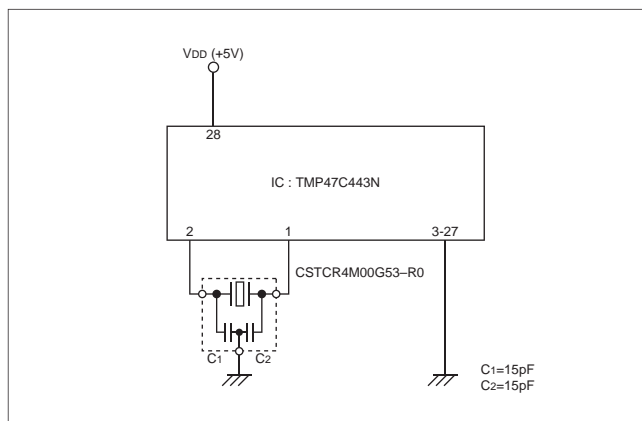 VDD (+5V)
28
IC : TMP47C443N
2
1
3-27
CSTCR4M00G53–R0
C1
C2
C1=15pF
C2=15pF